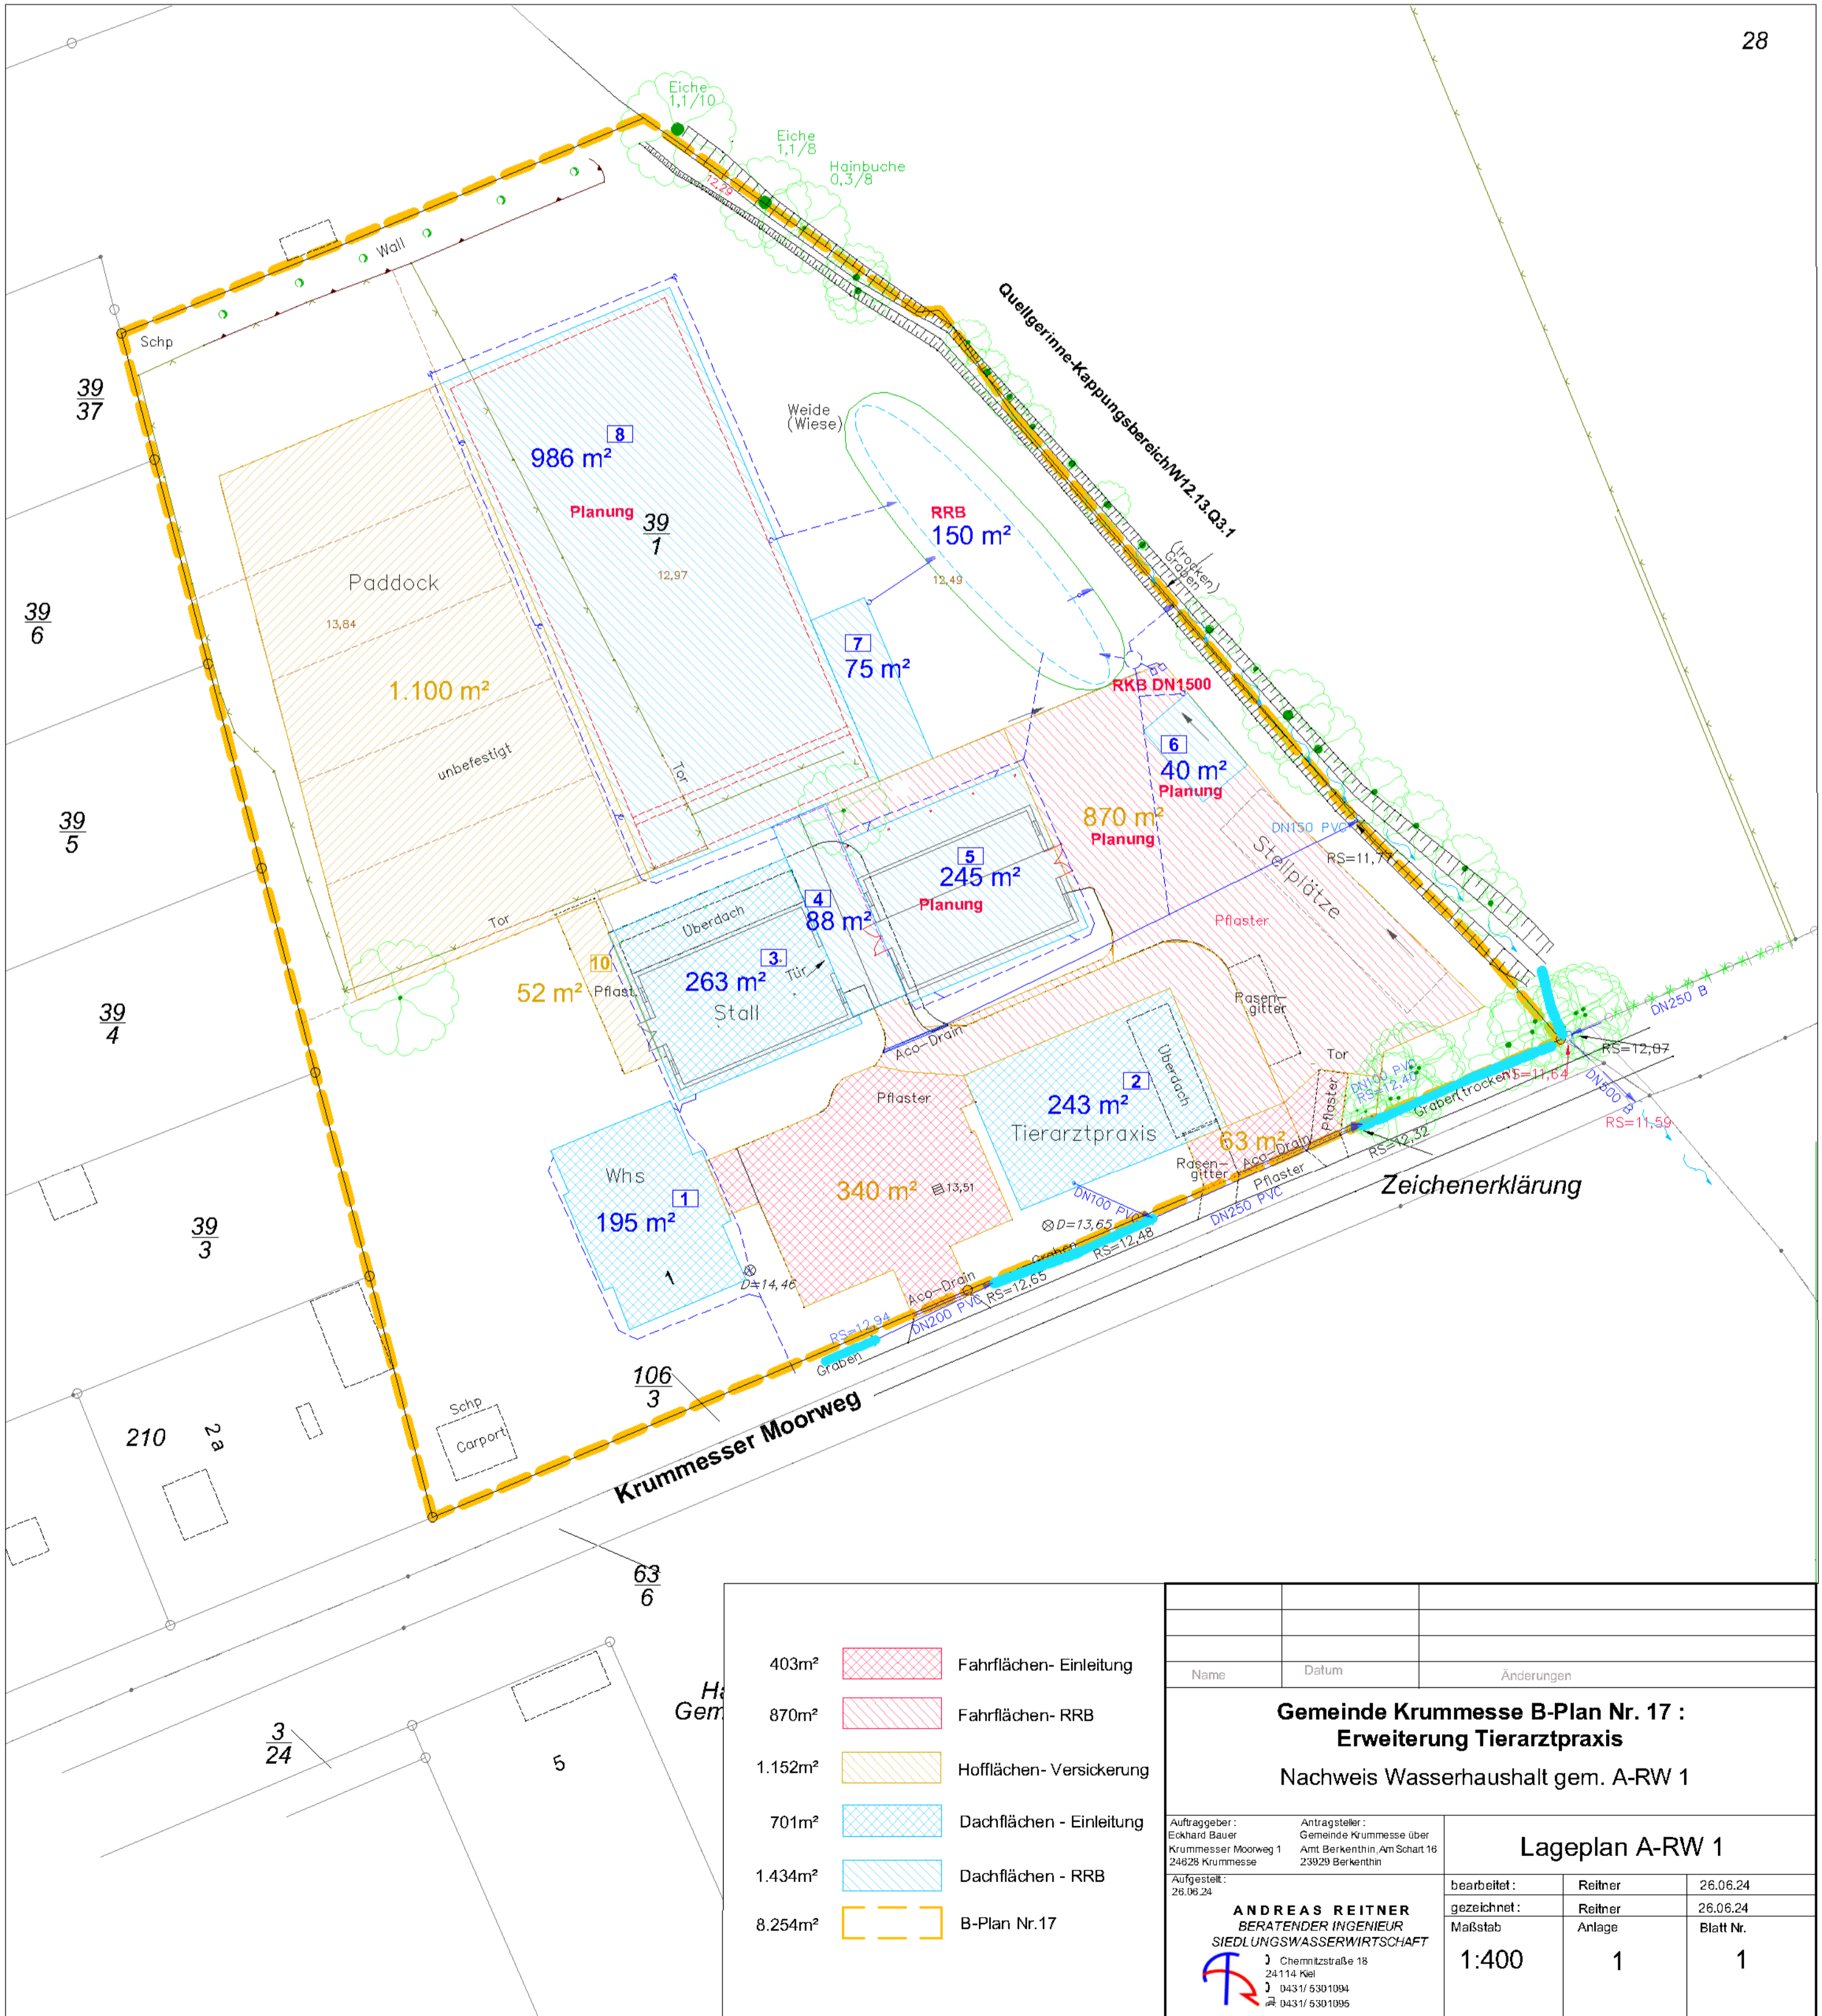 28
Eiche
1,1/10
Eiche
1,1/8
Hainbuche
0,3/8
12,29
Wall
Schp
Quellgerinne-Kappungsbereich/W12.13.Q3.1
39
37
Weide
(Wiese)
8
986 m²
Planung
39
1
12,97
RRB
150 m²
12,49
(trocken)
Graben
Paddock
13,84
39
6
7
75 m²
1.100 m²
RKB DN1500
unbefestigt
6
40 m²
Planung
Tor
39
5
870 m²
Planung
DN150 PVC
RS=11,77
Stellplätze
5
245 m²
Planung
4
88 m²
Überdach
Tor
Pflaster
10
52 m²
Pflast.
3
263 m²
Tür
Stall
39
4
Rasen-
gitter
DN250 B
Aco-Drain
RS=12,07
Tor
DN100 PVC
RS=12,40
RS=11,64
DN500 B
Graben(trocken)
RS=11,59
Überdach
2
243 m²
Tierarztpraxis
Pflaster
Pflaster
63 m²
Aco-Drain
RS=12,32
Rasen-
gitter
Pflaster
Zeichenerklärung
Whs
1
195 m²
340 m²
13,51
DN100 PVC
DN250 PVC
D=13,65
39
3
1
D=14,46
Graben
RS=12,48
Aco-Drain
RS=12,65
DN200 PVC
RS=12,94
Graben
106
3
Krummesser Moorweg
Schp
Carport
210
2 a
63
6
3
24
5
Gem
403m²
Fahrflächen- Einleitung
870m²
Fahrflächen- RRB
1.152m²
Hofflächen- Versickerung
701m²
Dachflächen - Einleitung
1.434m²
Dachflächen - RRB
8.254m²
B-Plan Nr.17
Name
Datum
Änderungen
Gemeinde Krummesse B-Plan Nr. 17 :
Erweiterung Tierarztpraxis
Nachweis Wasserhaushalt gem. A-RW 1
Auftraggeber :
Eckhard Bauer
Krummesser Moorweg 1
24628 Krummesse
Antragsteller :
Gemeinde Krummesse über
Amt Berkenthin, Am Schart 16
23929 Berkenthin
Lageplan A-RW 1
Aufgestellt :
26.06.24
ANDREAS REITNER
BERATENDER INGENIEUR
SIEDLUNGSWASSERWIRTSCHAFT
Chemnitzstraße 18
24114 Kiel
0431/ 5301094
0431/ 5301095
bearbeitet :
Reitner
26.06.24
gezeichnet :
Reitner
26.06.24
Maßstab
Anlage
Blatt Nr.
1:400
1
1